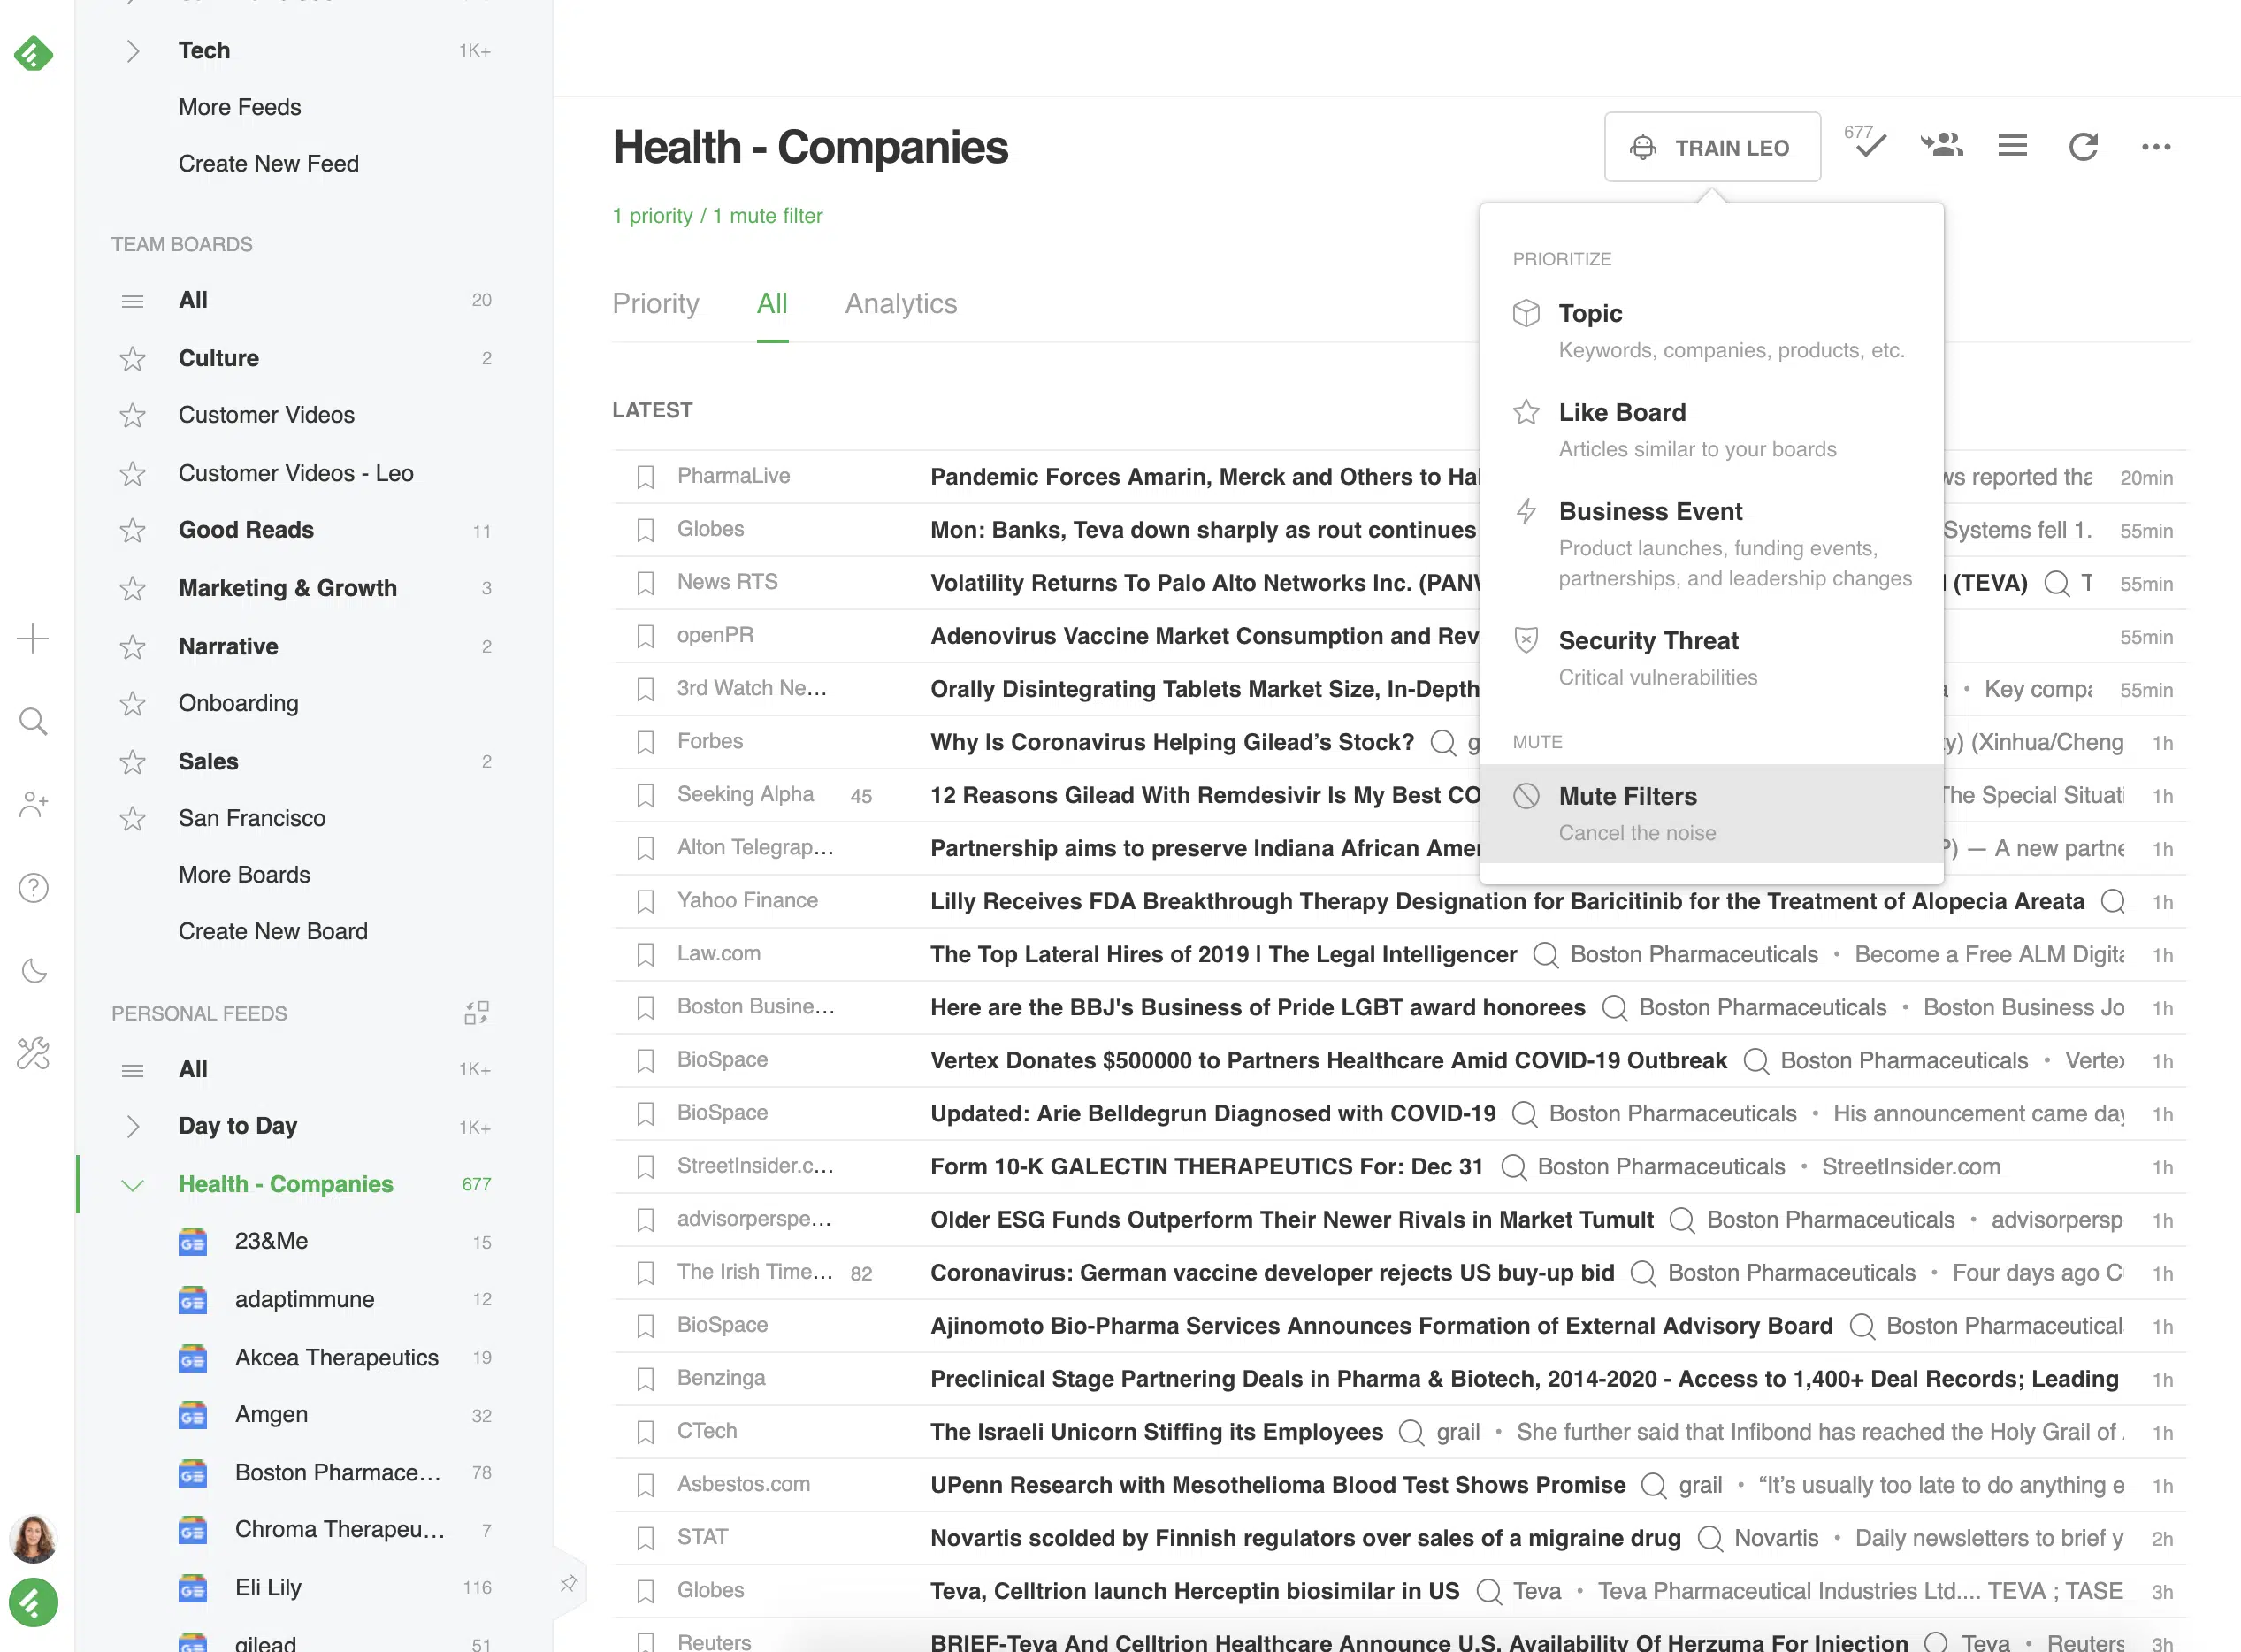 Tech 1K+
More Feeds
Create New Feed
TEAM BOARDS
All 20
Culture 2
Customer Videos
Customer Videos - Leo
Good Reads 11
Marketing & Growth 3
Narrative 2
Onboarding
Sales 2
San Francisco
More Boards
Create New Board
PERSONAL FEEDS
All 1K+
Day to Day 1K+
Health - Companies 677
23&Me 15
adaptimmune 12
Akcea Therapeutics 19
Amgen 32
Boston Pharmace... 78
Chroma Therapeu... 7
Eli Lily 116
gilead 51
Health - Companies
TRAIN LEO
677
1 priority / 1 mute filter
Priority All Analytics
PRIORITIZE
Topic
Keywords, companies, products, etc.
Like Board
Articles similar to your boards
Business Event
Product launches, funding events,
partnerships, and leadership changes
Security Threat
Critical vulnerabilities
MUTE
Mute Filters
Cancel the noise
LATEST
PharmaLive Pandemic Forces Amarin, Merck and Others to Hal ws reported tha 20min
Globes Mon: Banks, Teva down sharply as rout continues Systems fell 1. 55min
News RTS Volatility Returns To Palo Alto Networks Inc. (PANW (TEVA) T 55min
openPR Adenovirus Vaccine Market Consumption and Rev 55min
3rd Watch Ne... Orally Disintegrating Tablets Market Size, In-Depth • Key compa 55min
Forbes Why Is Coronavirus Helping Gilead’s Stock? g y) (Xinhua/Cheng 1h
Seeking Alpha 45 12 Reasons Gilead With Remdesivir Is My Best CO The Special Situati 1h
Alton Telegrap... Partnership aims to preserve Indiana African Amer P) — A new partne 1h
Yahoo Finance Lilly Receives FDA Breakthrough Therapy Designation for Baricitinib for the Treatment of Alopecia Areata 1h
Law.com The Top Lateral Hires of 2019 | The Legal Intelligencer Boston Pharmaceuticals • Become a Free ALM Digita 1h
Boston Busine... Here are the BBJ's Business of Pride LGBT award honorees Boston Pharmaceuticals • Boston Business Jo 1h
BioSpace Vertex Donates $500000 to Partners Healthcare Amid COVID-19 Outbreak Boston Pharmaceuticals • Vertex 1h
BioSpace Updated: Arie Belldegrun Diagnosed with COVID-19 Boston Pharmaceuticals • His announcement came day 1h
StreetInsider.c... Form 10-K GALECTIN THERAPEUTICS For: Dec 31 Boston Pharmaceuticals • StreetInsider.com 1h
advisorperspe... Older ESG Funds Outperform Their Newer Rivals in Market Tumult Boston Pharmaceuticals • advisorpersp 1h
The Irish Time... 82 Coronavirus: German vaccine developer rejects US buy-up bid Boston Pharmaceuticals • Four days ago C 1h
BioSpace Ajinomoto Bio-Pharma Services Announces Formation of External Advisory Board Boston Pharmaceutical 1h
Benzinga Preclinical Stage Partnering Deals in Pharma & Biotech, 2014-2020 - Access to 1,400+ Deal Records; Leading 1h
CTech The Israeli Unicorn Stiffing its Employees grail • She further said that Infibond has reached the Holy Grail of . 1h
Asbestos.com UPenn Research with Mesothelioma Blood Test Shows Promise grail • “It’s usually too late to do anything e 1h
STAT Novartis scolded by Finnish regulators over sales of a migraine drug Novartis • Daily newsletters to brief y 2h
Globes Teva, Celltrion launch Herceptin biosimilar in US Teva • Teva Pharmaceutical Industries Ltd.... TEVA ; TASE 3h
Reuters BRIEF-Teva And Celltrion Healthcare Announce U.S. Availability Of Herzuma For Injection Teva • Reuters 3h